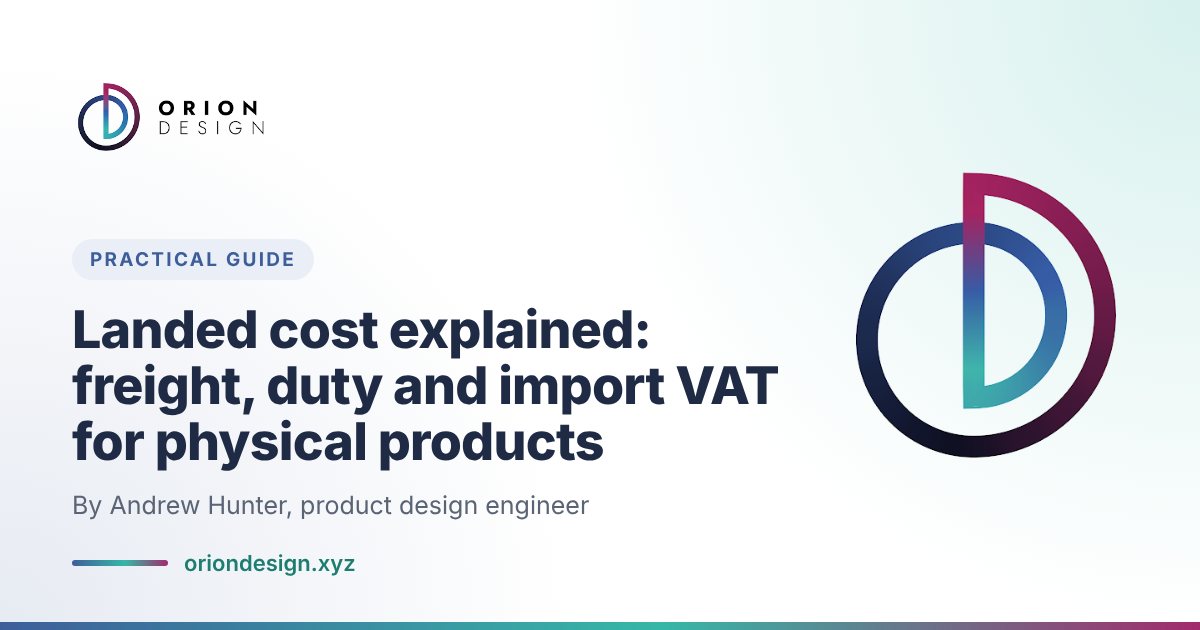 ORION
DESIGN
PRACTICAL GUIDE
Landed cost explained:
freight, duty and import VAT
for physical products
By Andrew Hunter, product design engineer
oriondesign.xyz